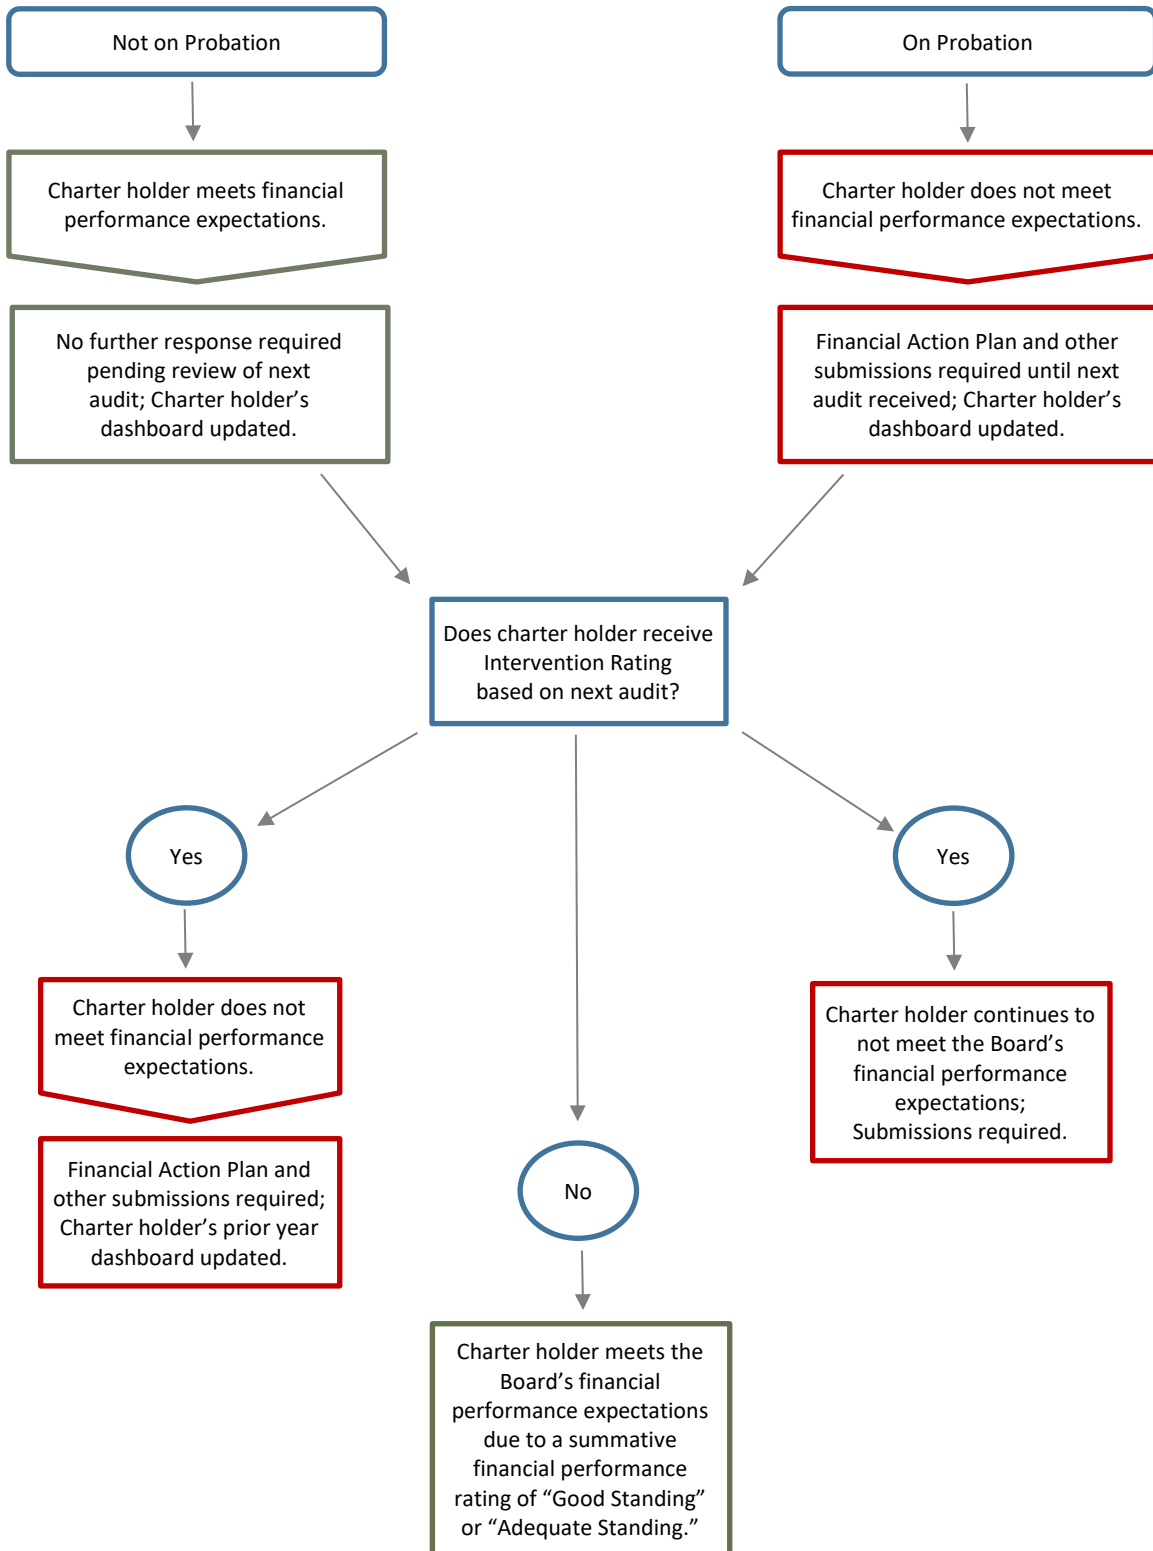 Not on Probation
On Probation
Charter holder meets financial
performance expectations.
Charter holder does not meet
financial performance expectations.
No further response required
pending review of next
audit; Charter holder’s
dashboard updated.
Financial Action Plan and other
submissions required until next
audit received; Charter holder’s
dashboard updated.
Does charter holder receive
Intervention Rating
based on next audit?
Yes
Yes
Charter holder does not
meet financial performance
expectations.
Charter holder continues to
not meet the Board’s
financial performance
expectations;
Submissions required.
Financial Action Plan and
other submissions required;
Charter holder’s prior year
dashboard updated.
No
Charter holder meets the
Board’s financial
performance expectations
due to a summative
financial performance
rating of “Good Standing”
or “Adequate Standing.”